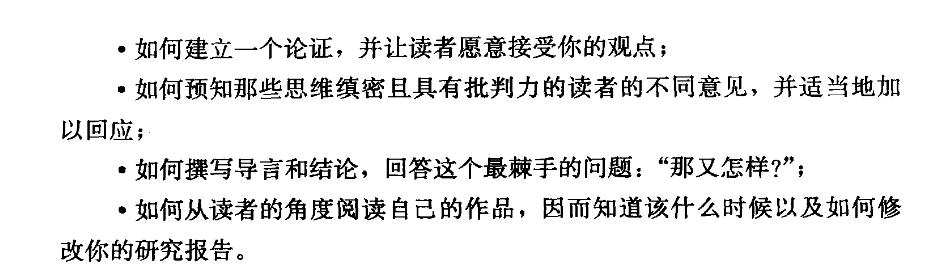 •如何建立一个论证，并让读者愿意接受你的观点；
•如何预知那些思维缜密且具有批判力的读者的不同意见，并适当地加
以回应；
•如何撰写导言和结论，回答这个最棘手的问题：“那又怎样?”；
•如何从读者的角度阅读自己的作品，因而知道该什么时候以及如何修
改你的研究报告。